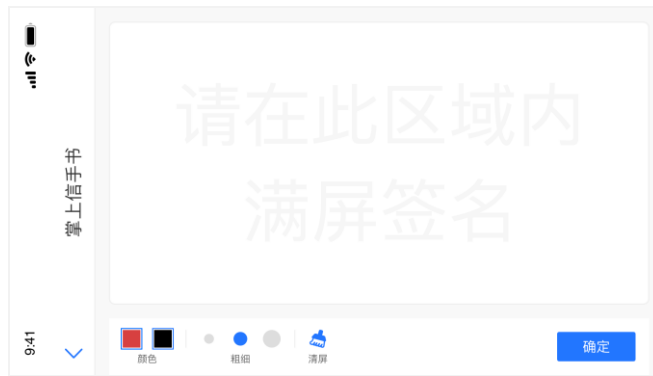 9:41
掌上信手书
请在此区域内
满屏签名
颜色
粗细
清屏
确定